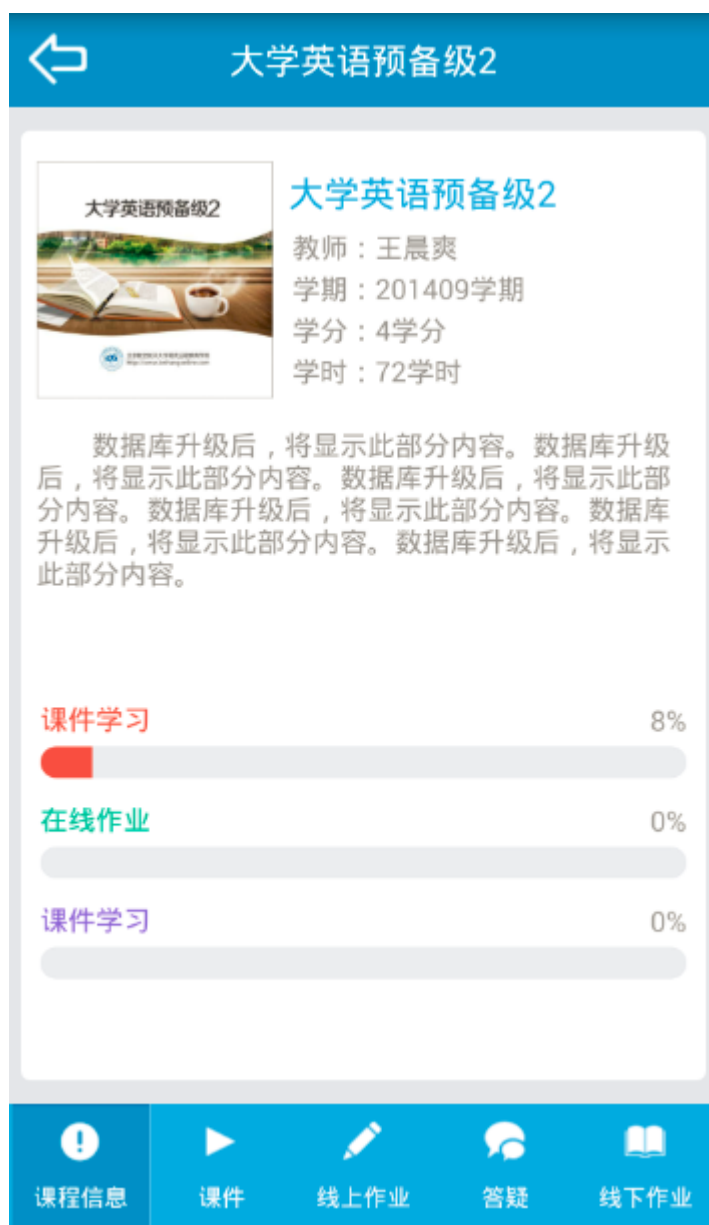 大学英语预备级2
大学英语预备级2
大学英语预备级2
教师：王晨爽
学期：201409学期
学分：4学分
学时：72学时
数据库升级后，将显示此部分内容。数据库升级
后，将显示此部分内容。数据库升级后，将显示此部
分内容。数据库升级后，将显示此部分内容。数据库
升级后，将显示此部分内容。数据库升级后，将显示
此部分内容。
课件学习 8%
在线作业 0%
课件学习 0%
课程信息 课件 线上作业 答疑 线下作业